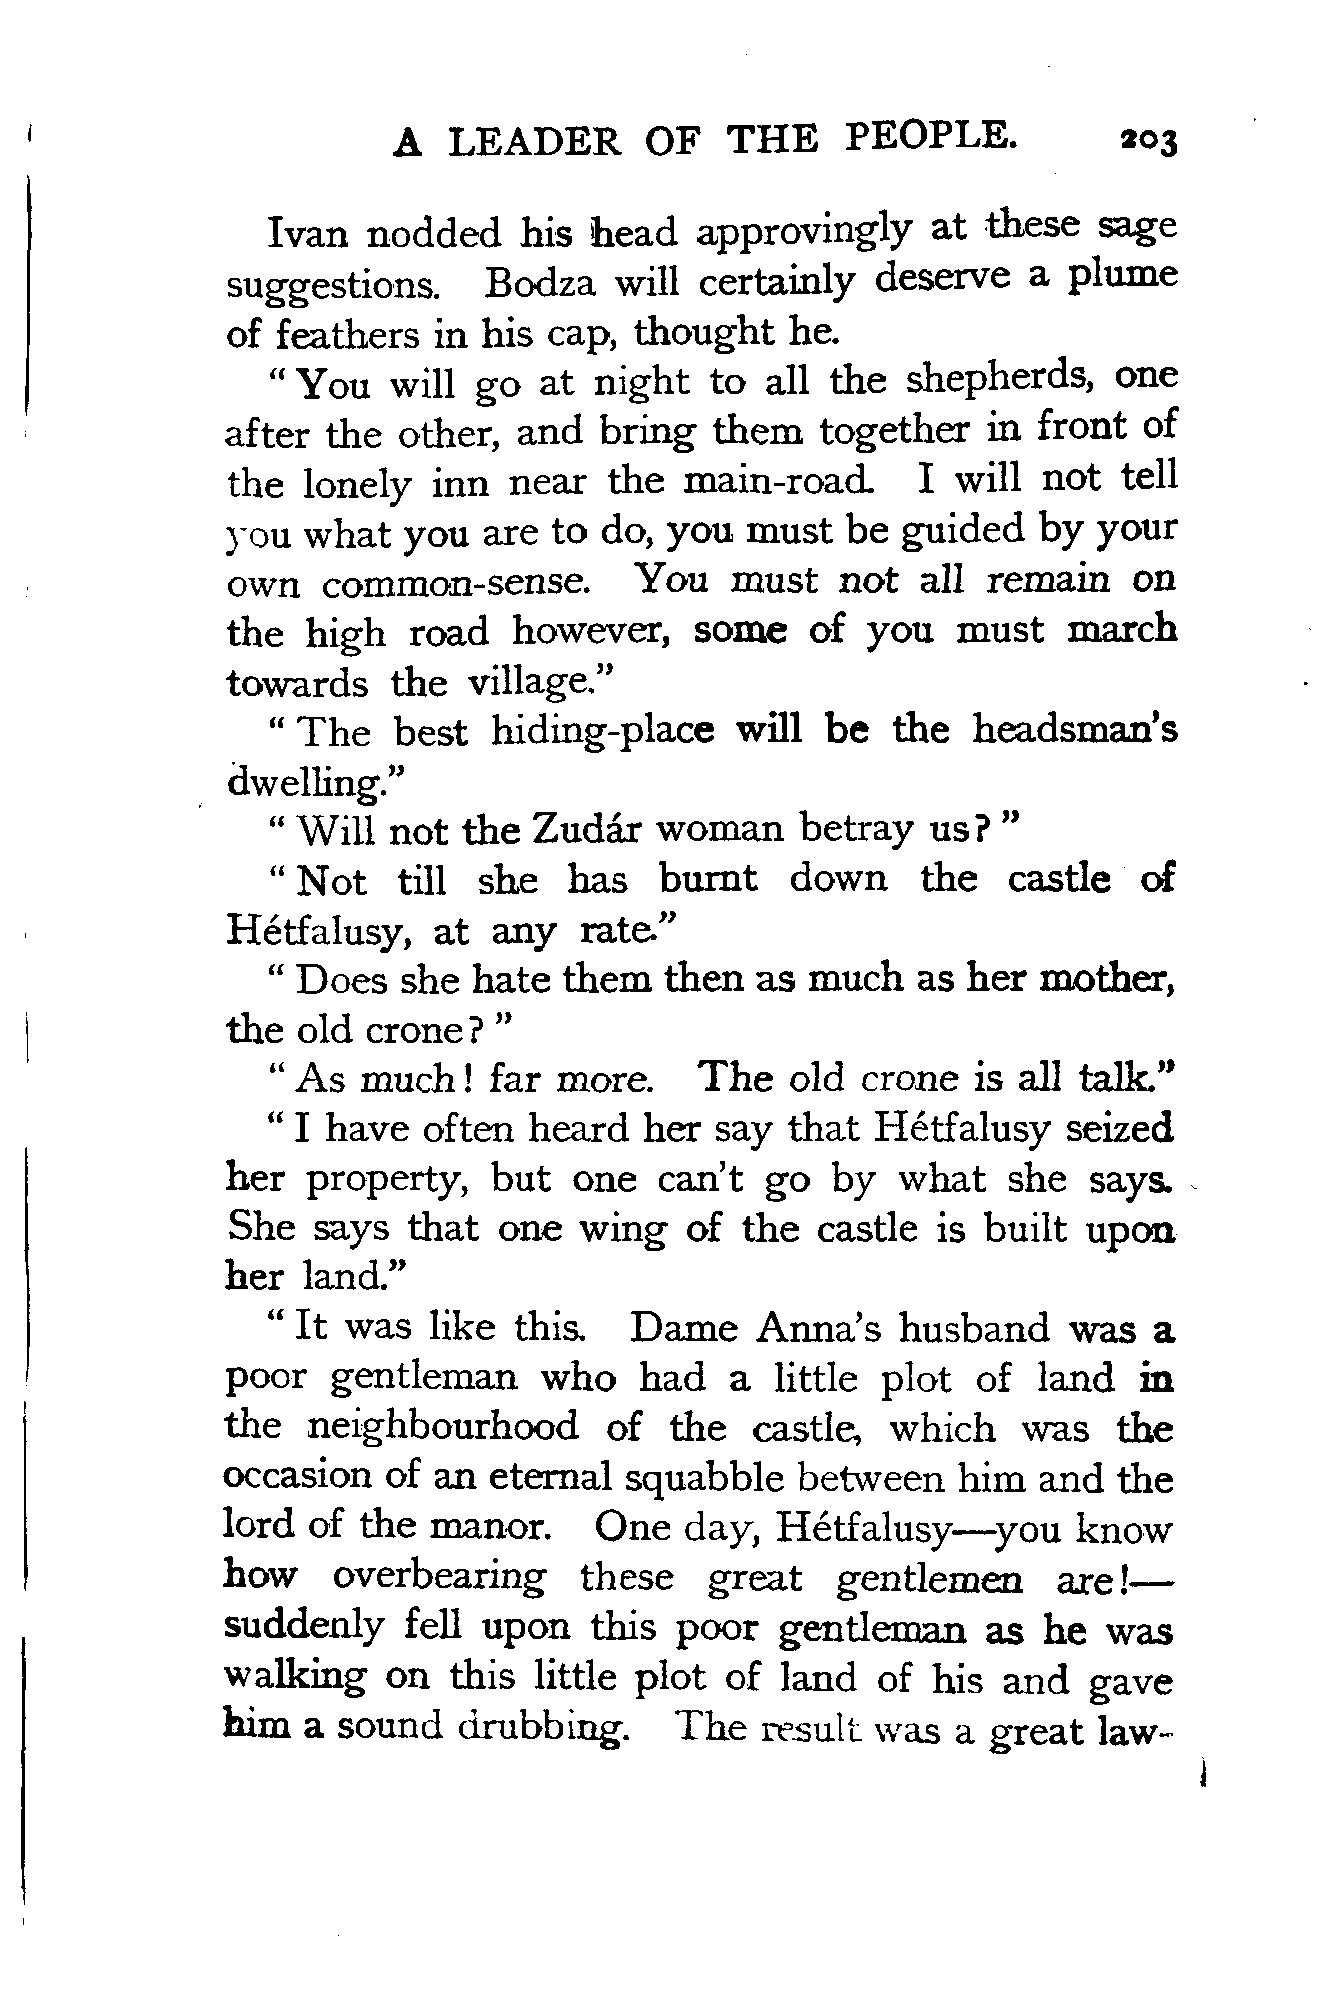 A LEADER OF THE PEOPLE. 203
Ivan nodded his head approvingly at these sage
suggestions. Bodza will certainly deserve a plume
of feathers in his cap, thought he.
"You will go at night to all the shepherds, one
after the other, and bring them together in front of
the lonely inn near the main-road. I will not tell
you what you are to do, you must be guided by your
own common-sense. You must not all remain on
the high road however, some of you must march
towards the village."
"The best hiding-place will be the headsman's
dwelling."
"Will not the Zudár woman betray us?"
"Not till she has burnt down the castle of
Hétfalusy, at any rate."
"Does she hate them then as much as her mother,
the old crone?"
"As much! far more. The old crone is all talk."
"I have often heard her say that Hétfalusy seized
her property, but one can't go by what she says.
She says that one wing of the castle is built upon
her land."
"It was like this. Dame Anna's husband was a
poor gentleman who had a little plot of land in
the neighbourhood of the castle, which was the
occasion of an eternal squabble between him and the
lord of the manor. One day, Hétfalusy—you know
how overbearing these great gentlemen are!—
suddenly fell upon this poor gentleman as he was
walking on this little plot of land of his and gave
him a sound drubbing. The result was a great law-